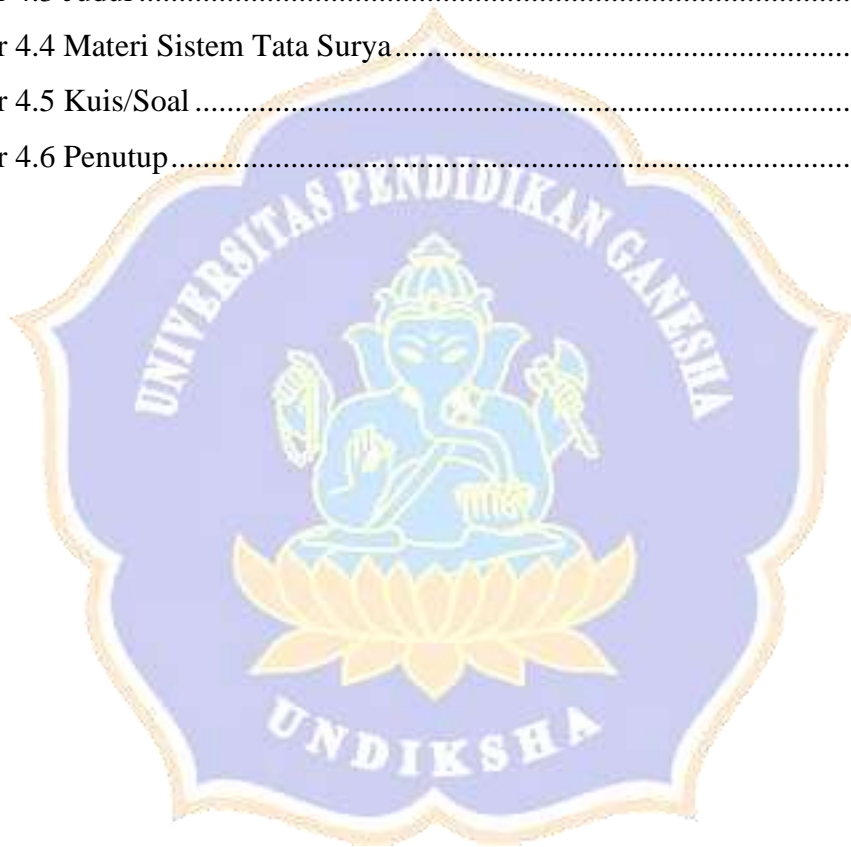 r 4.4 Materi Sistem Tata Surya..........................................................
r 4.5 Kuis/Soal....................................................................................
r 4.6 Penutup.......................................................................................
UNIVERSITAS PENDIDIKAN GANESHA
UNDIKSHA